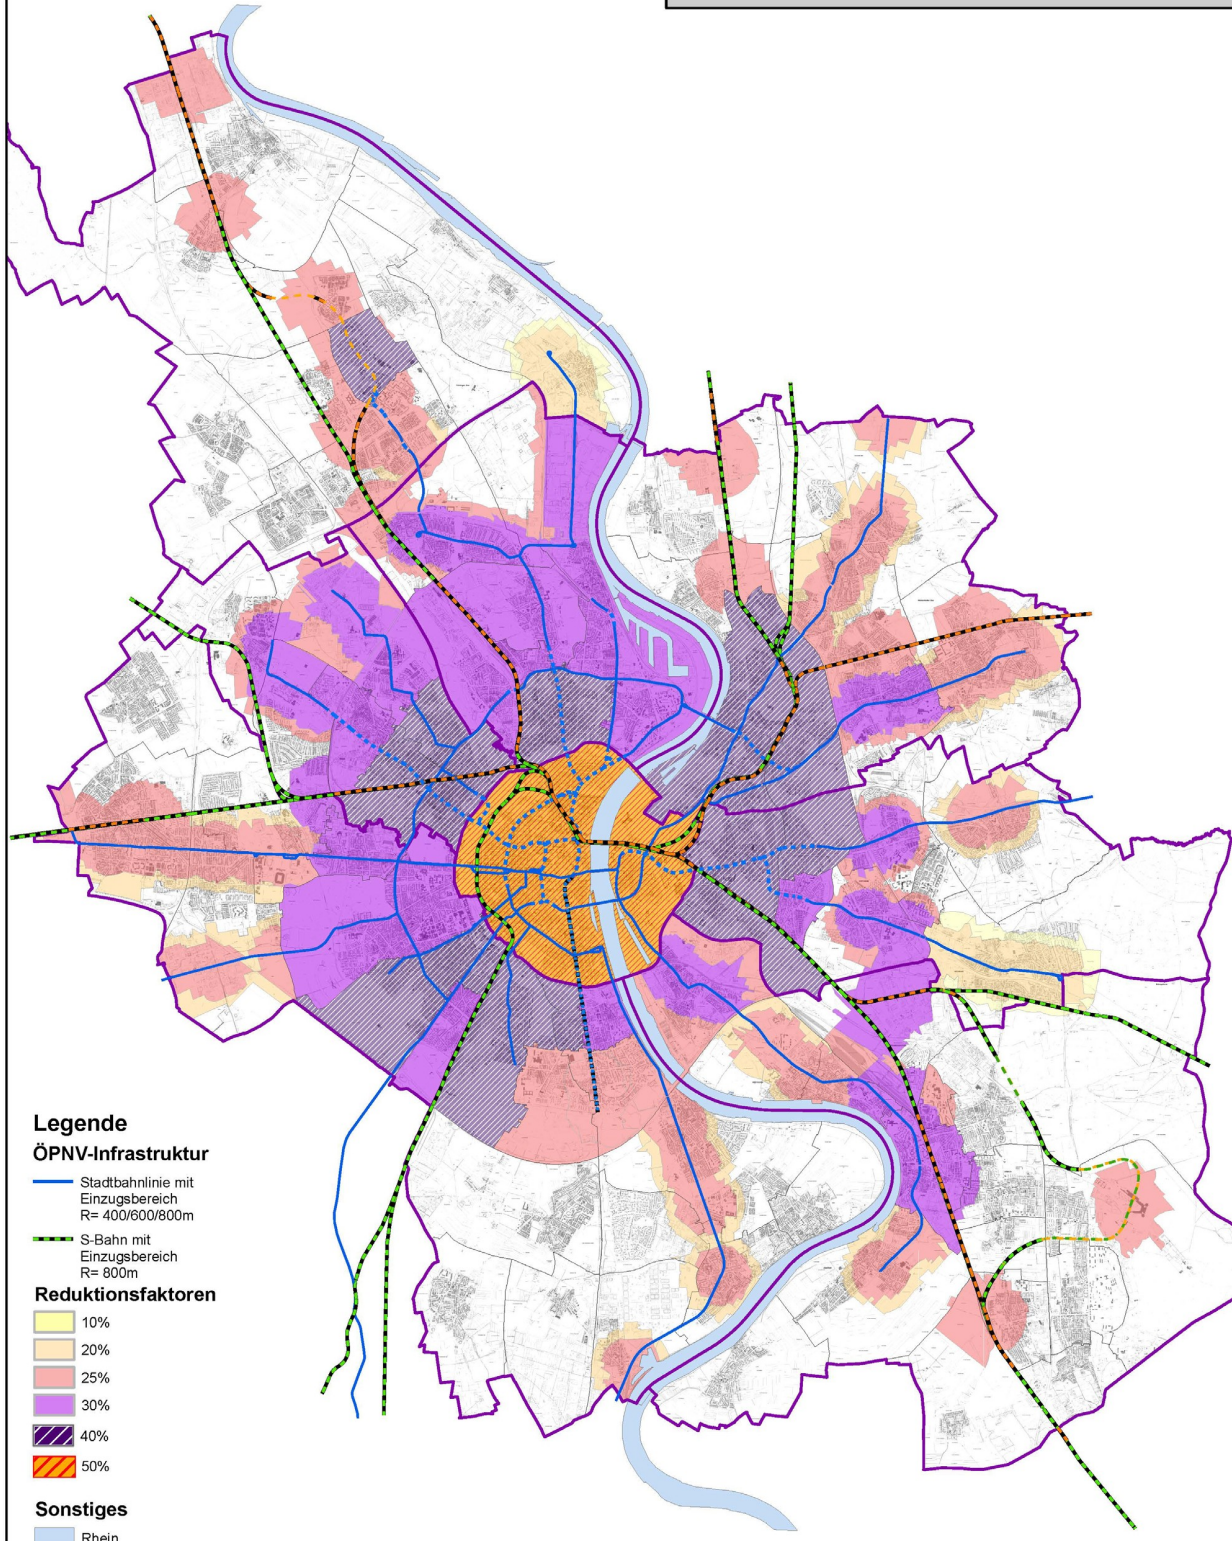 Legende
ÖPNV-Infrastruktur
Stadtbahnlinie mit
Einzugsbereich
R= 400/600/800m
S-Bahn mit
Einzugsbereich
R= 800m
Reduktionsfaktoren
10%
20%
25%
30%
40%
50%
Sonstiges
Rhein